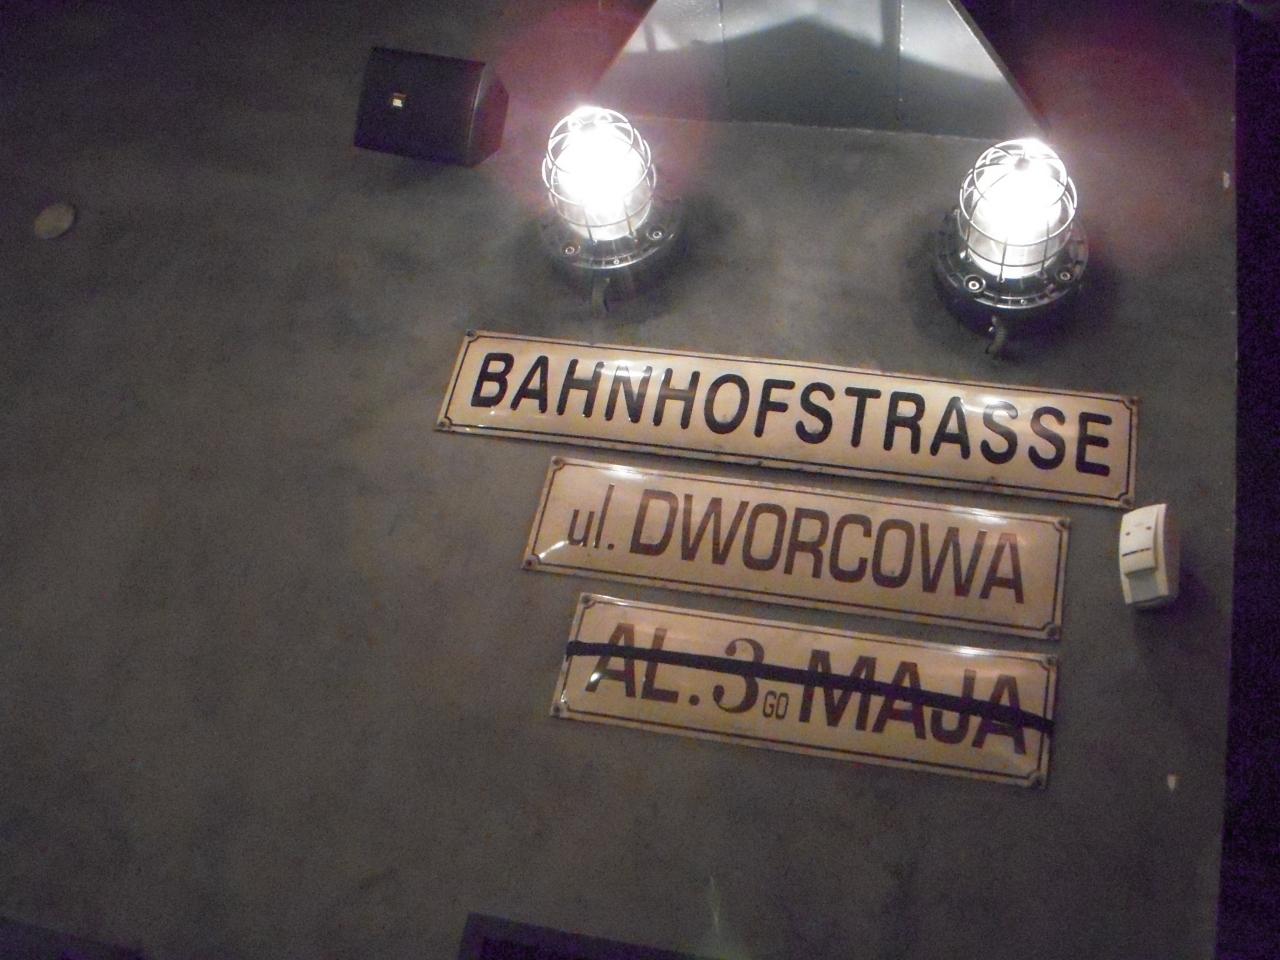 BAHNHOFSTRASSE
ul. DWORCOWA
AL. 3 GO MAJA